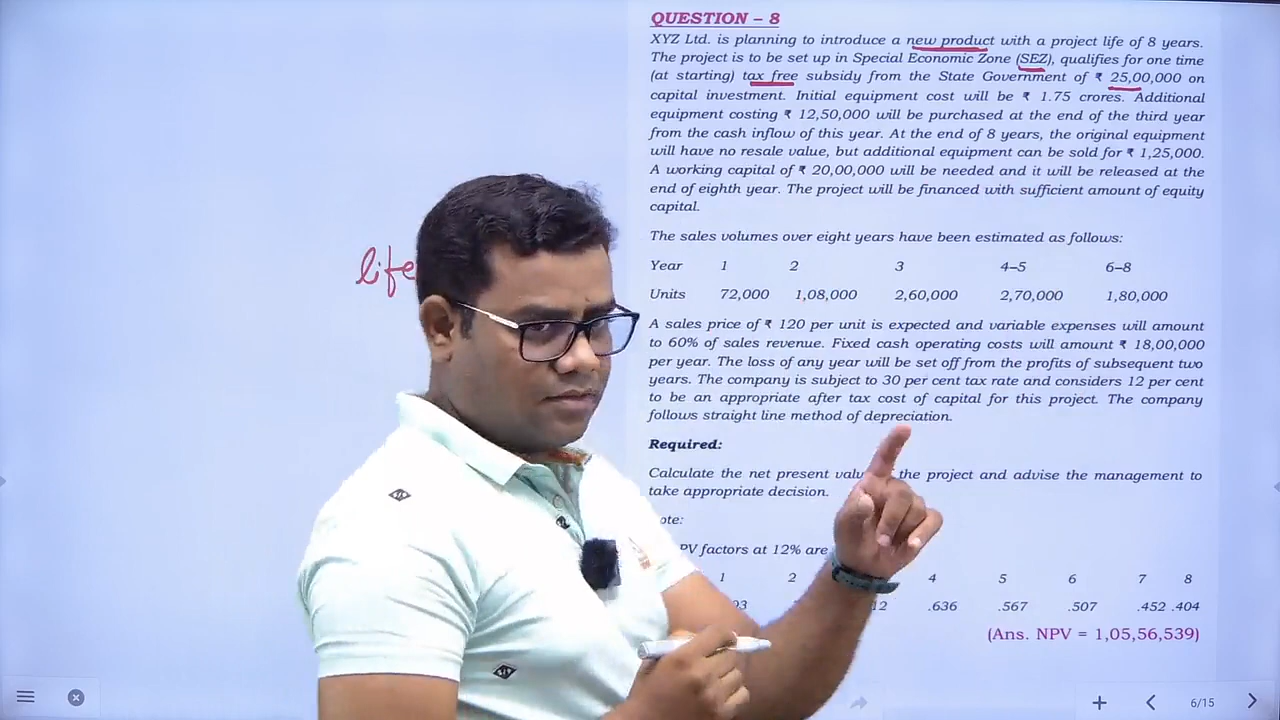 QUESTION – 8
XYZ Ltd. is planning to introduce a new product with a project life of 8 years.
The project is to be set up in Special Economic Zone (SEZ), qualifies for one time
(at starting) tax free subsidy from the State Government of ₹ 25,00,000 on
capital investment. Initial equipment cost will be ₹ 1.75 crores. Additional
equipment costing ₹ 12,50,000 will be purchased at the end of the third year
from the cash inflow of this year. At the end of 8 years, the original equipment
will have no resale value, but additional equipment can be sold for ₹ 1,25,000.
A working capital of ₹ 20,00,000 will be needed and it will be released at the
end of eighth year. The project will be financed with sufficient amount of equity
capital.
The sales volumes over eight years have been estimated as follows:
Year 1 2 3 4–5 6–8
Units 72,000 1,08,000 2,60,000 2,70,000 1,80,000
life
A sales price of ₹ 120 per unit is expected and variable expenses will amount
to 60% of sales revenue. Fixed cash operating costs will amount ₹ 18,00,000
per year. The loss of any year will be set off from the profits of subsequent two
years. The company is subject to 30 per cent tax rate and considers 12 per cent
to be an appropriate after tax cost of capital for this project. The company
follows straight line method of depreciation.
Required:
Calculate the net present the project and advise the management to
take appropriate decision.
PV factors at 12% are
1 2 4 5 6 7 8
.636 .567 .507 .452 .404
(Ans. NPV = 1,05,56,539)
6/15